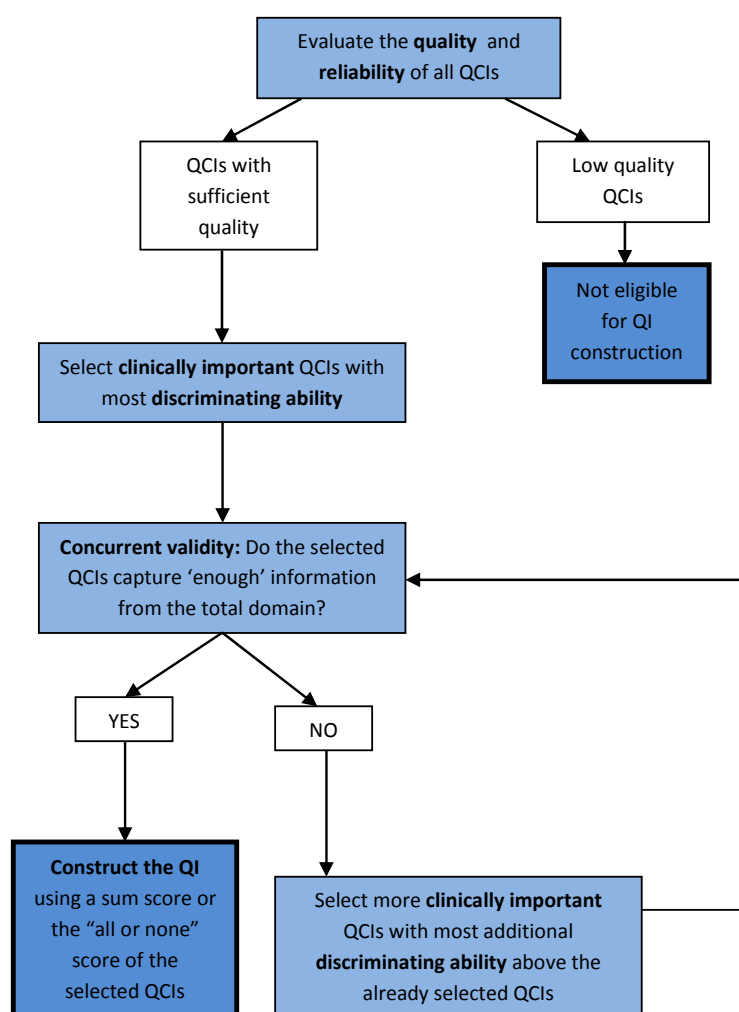 Evaluate the quality and
reliability of all QCIs
QCIs with
sufficient
quality
Low quality
QCIs
Not eligible
for QI
construction
Select clinically important QCIs with
most discriminating ability
Concurrent validity: Do the selected
QCIs capture ‘enough’ information
from the total domain?
YES
NO
Construct the QI
using a sum score or
the “all or none”
score of the
selected QCIs
Select more clinically important
QCIs with most additional
discriminating ability above the
already selected QCIs